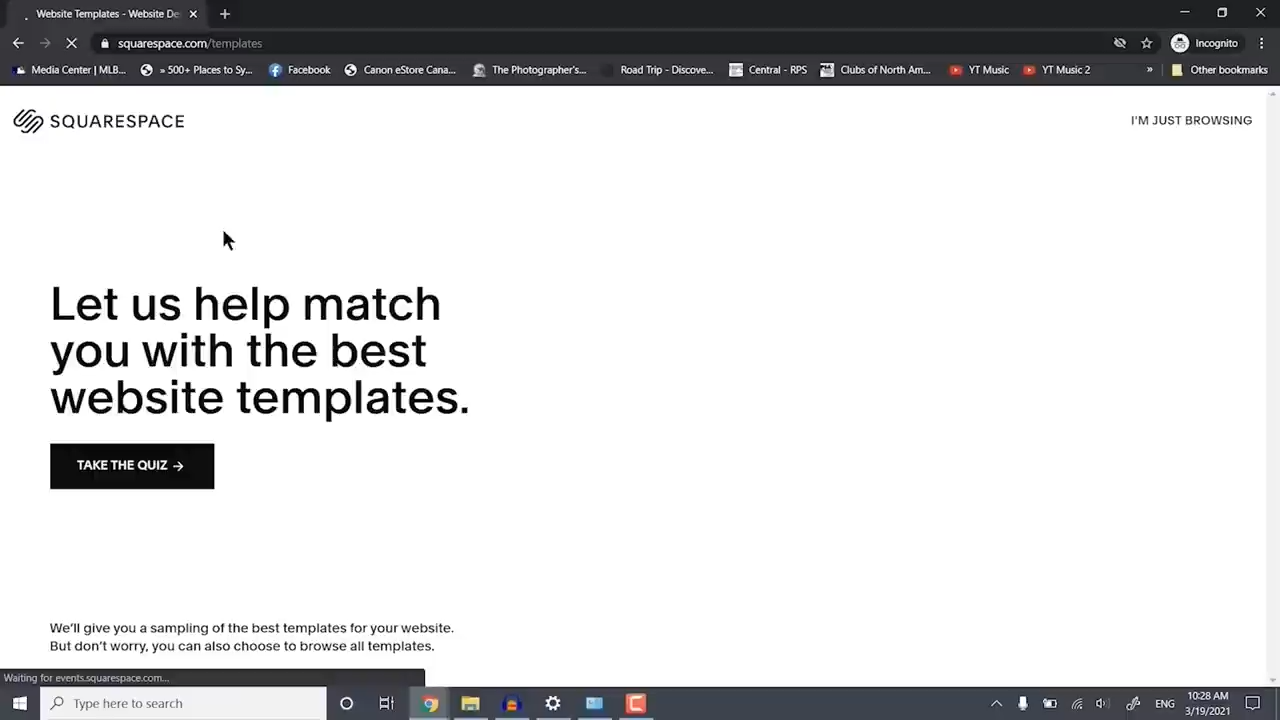 Website Templates - Website De
squarespace.com/templates
Incognito
Media Center | MLB...
» 500+ Places to Sy...
Facebook
Canon eStore Cana...
The Photographer's...
Road Trip - Discove...
Central - RPS
Clubs of North Am...
YT Music
YT Music 2
»
Other bookmarks
SQUARESPACE
I'M JUST BROWSING
Let us help match
you with the best
website templates.
TAKE THE QUIZ →
We'll give you a sampling of the best templates for your website.
But don't worry, you can also choose to browse all templates.
Waiting for events.squarespace.com...
Type here to search
ENG
10:28 AM
3/19/2021